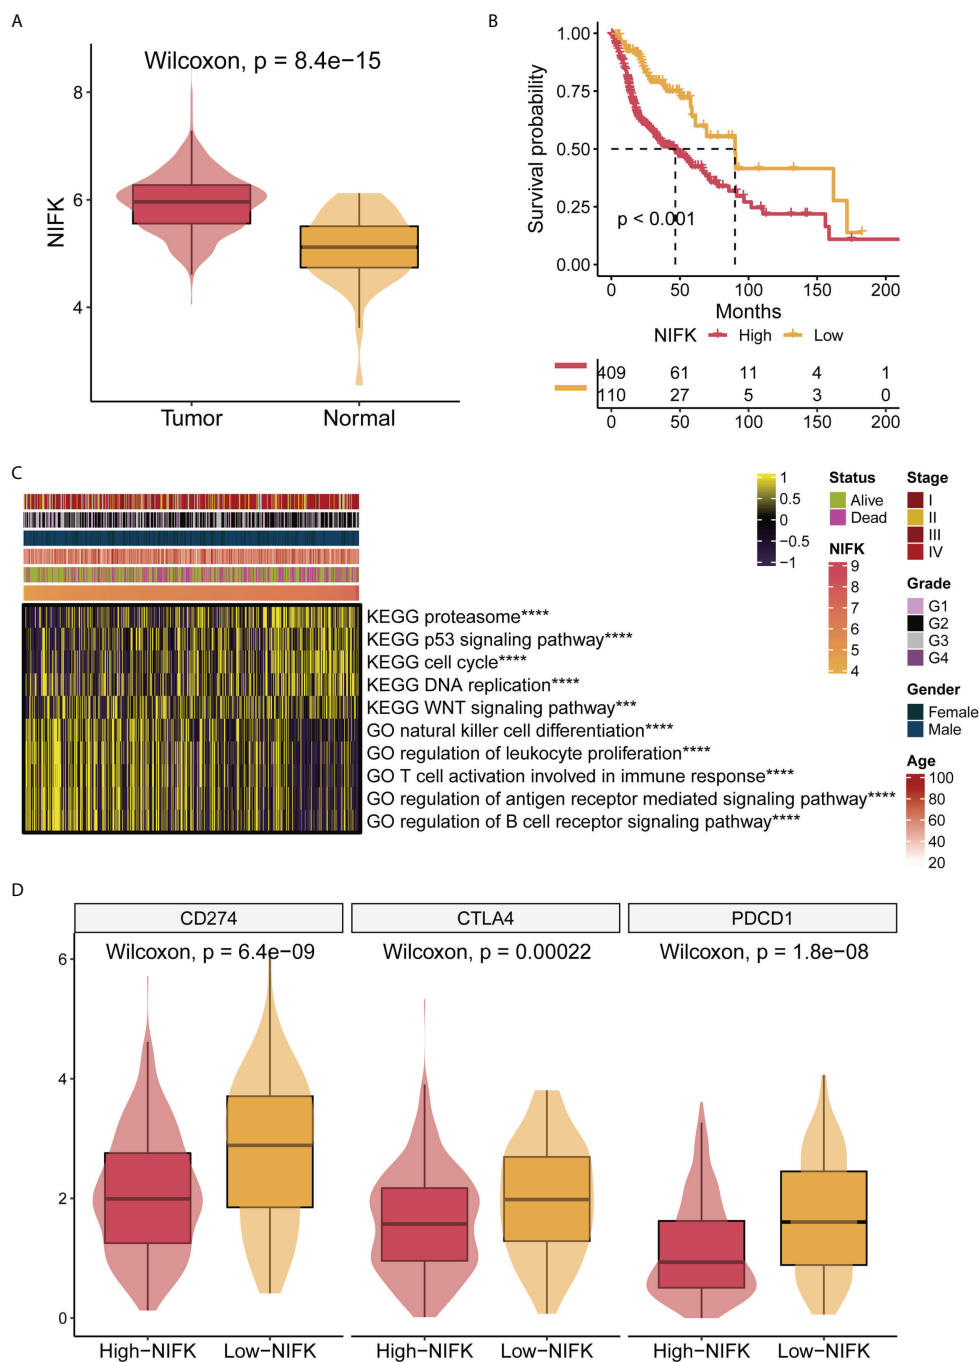 A
Wilcoxon, p = 8.4e−15
8
6
4
NIFK
Tumor
Normal
B
1.00
0.75
0.50
0.25
0.00
Survival probability
p < 0.001
0 50 100 150 200
Months
NIFK High Low
409 61 11 4 1
110 27 5 3 0
0 50 100 150 200
C
1
0.5
0
−0.5
−1
Status
Alive
Dead
NIFK
9
8
7
6
5
4
Stage
I
II
III
IV
Grade
G1
G2
G3
G4
Gender
Female
Male
Age
100
80
60
40
20
KEGG proteasome****
KEGG p53 signaling pathway****
KEGG cell cycle****
KEGG DNA replication****
KEGG WNT signaling pathway***
GO natural killer cell differentiation****
GO regulation of leukocyte proliferation****
GO T cell activation involved in immune response****
GO regulation of antigen receptor mediated signaling pathway****
GO regulation of B cell receptor signaling pathway****
D
CD274
CTLA4
PDCD1
Wilcoxon, p = 6.4e−09
Wilcoxon, p = 0.00022
Wilcoxon, p = 1.8e−08
6
4
2
0
High−NIFK Low−NIFK
High−NIFK Low−NIFK
High−NIFK Low−NIFK